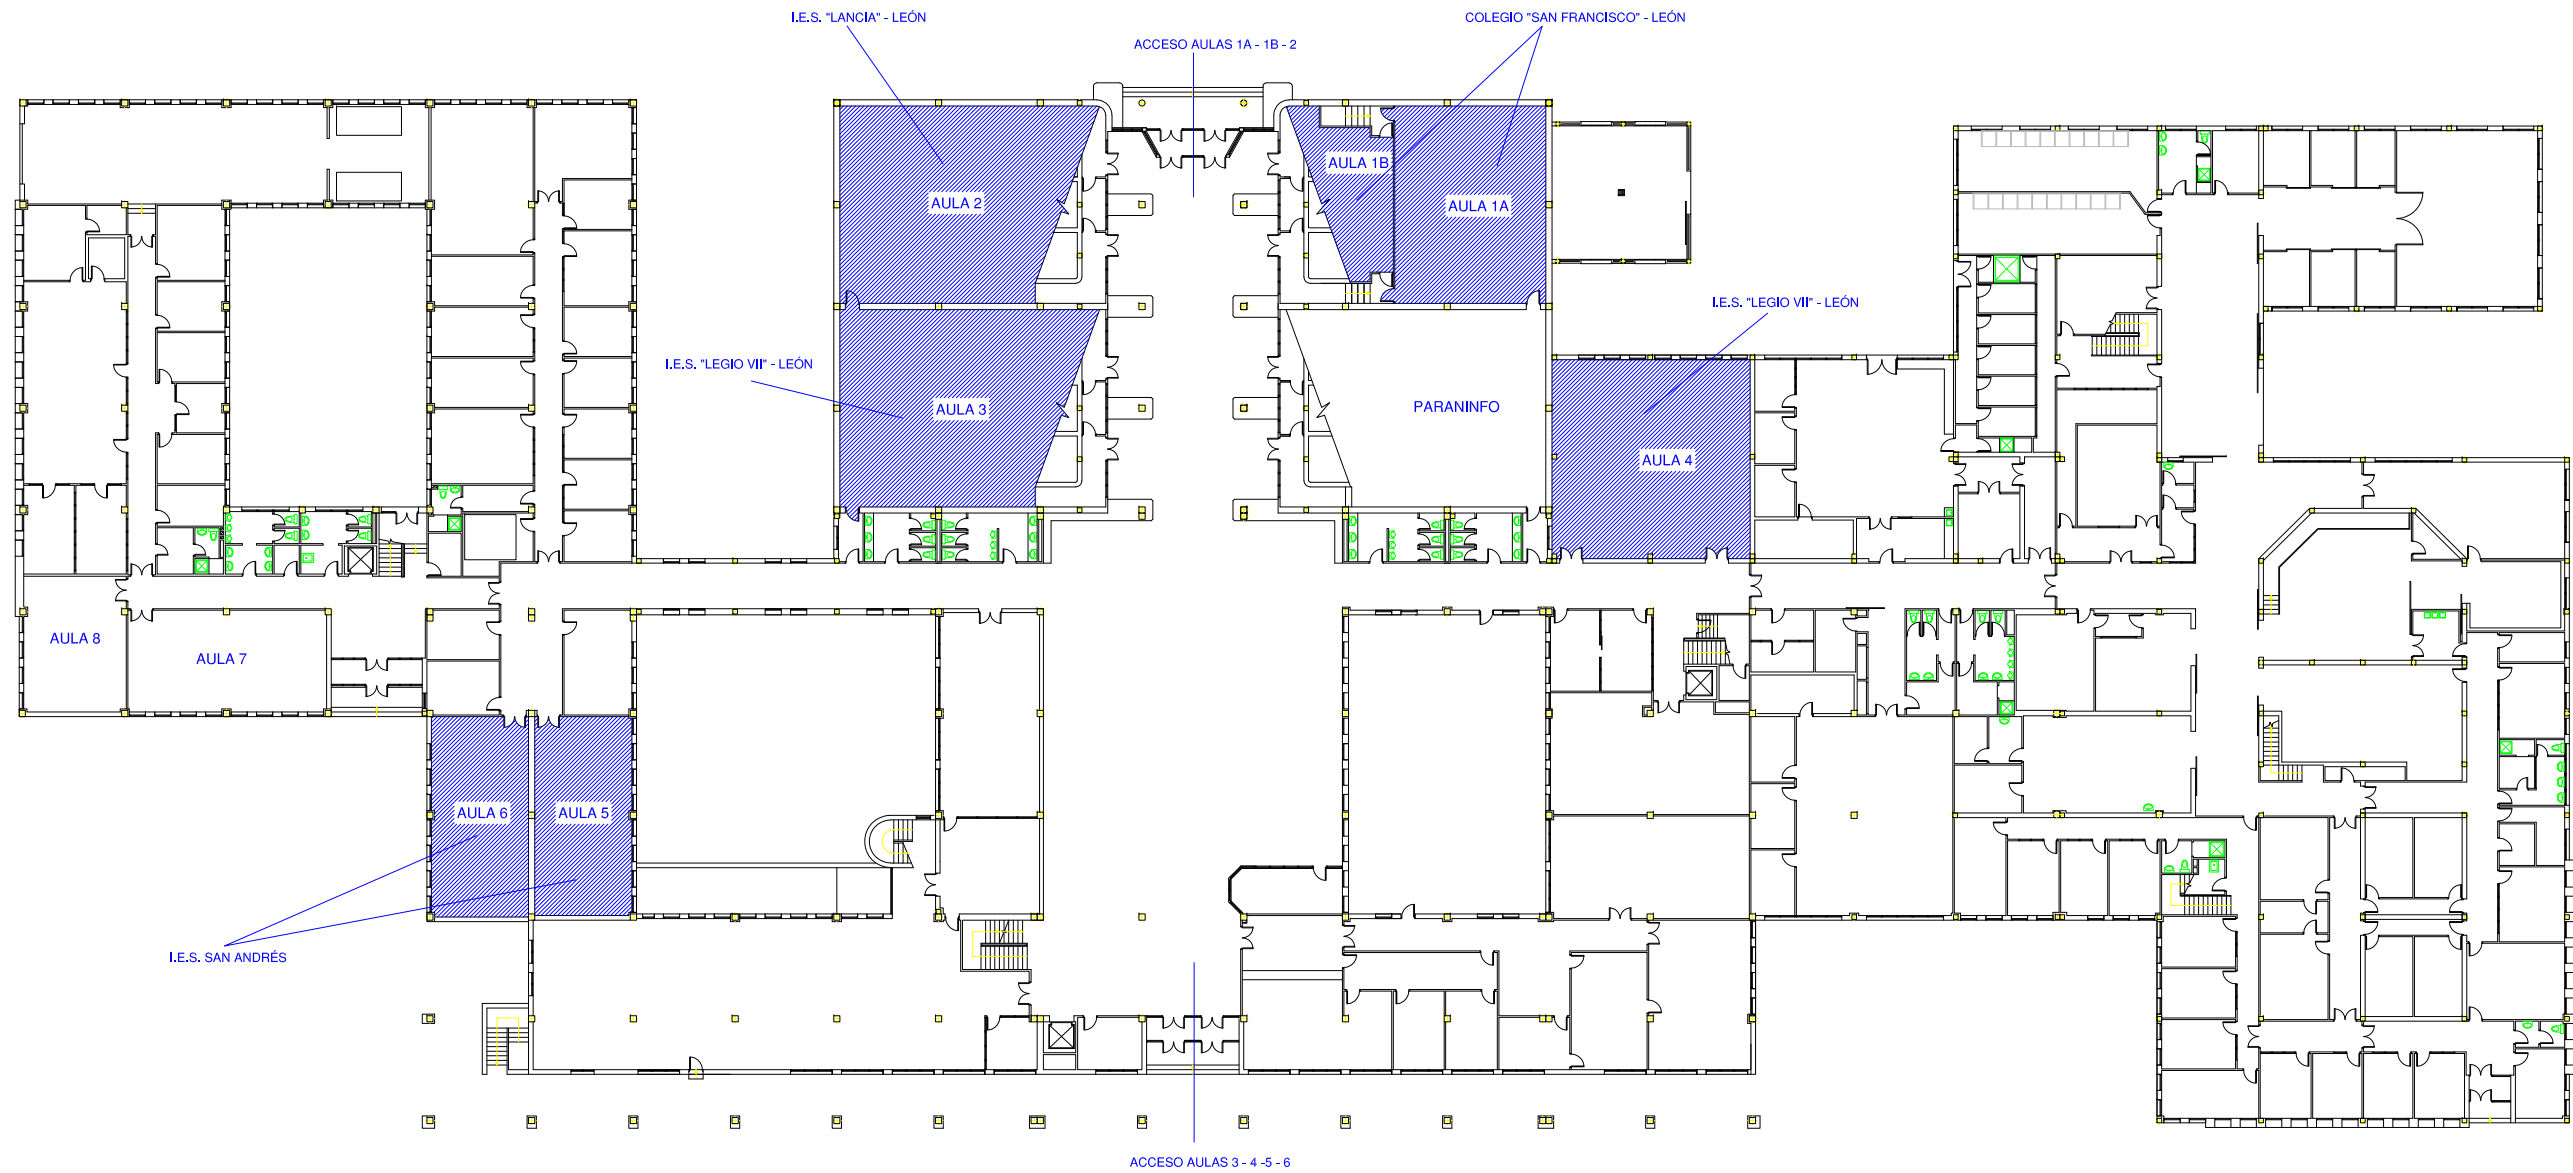 I.E.S. "LANCIA" - LEÓN
COLEGIO "SAN FRANCISCO" - LEÓN
ACCESO AULAS 1A - 1B - 2
AULA 1B
AULA 2
AULA 1A
I.E.S. "LEGIO VII" - LEÓN
I.E.S. "LEGIO VII" - LEÓN
AULA 3
PARANINFO
AULA 4
AULA 8
AULA 7
AULA 6
AULA 5
I.E.S. SAN ANDRÉS
ACCESO AULAS 3 - 4 -5 - 6